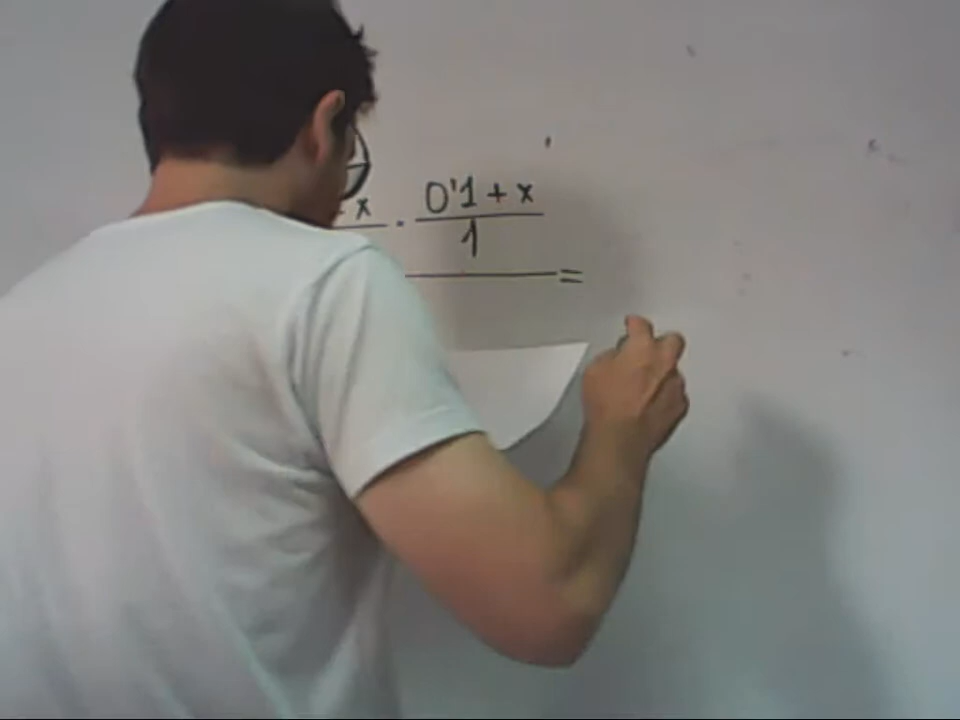 + x · 0'1 + x
1
=